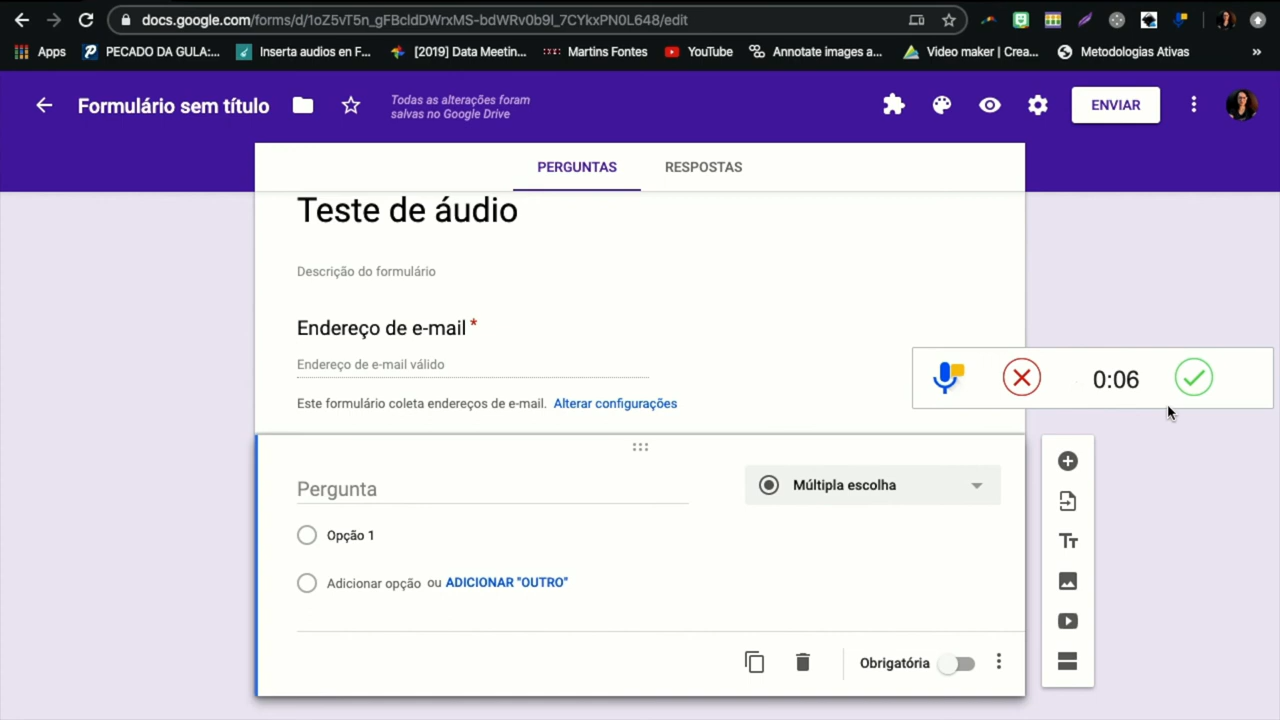 docs.google.com/forms/d/1oZ5vT5n_gFBcldDWrxMS-bdWRv0b9l_7CYkxPN0L648/edit
Apps PECADO DA GULA:... Inserta audios en F... [2019] Data Meetin... Martins Fontes YouTube Annotate images a... Video maker | Crea... Metodologias Ativas »
Formulário sem título Todas as alterações foram
salvas no Google Drive
ENVIAR
PERGUNTAS RESPOSTAS
Teste de áudio
Descrição do formulário
Endereço de e-mail *
Endereço de e-mail válido
0:06
Este formulário coleta endereços de e-mail. Alterar configurações
Pergunta Múltipla escolha
Opção 1
Adicionar opção ou ADICIONAR "OUTRO"
Tт
Obrigatória